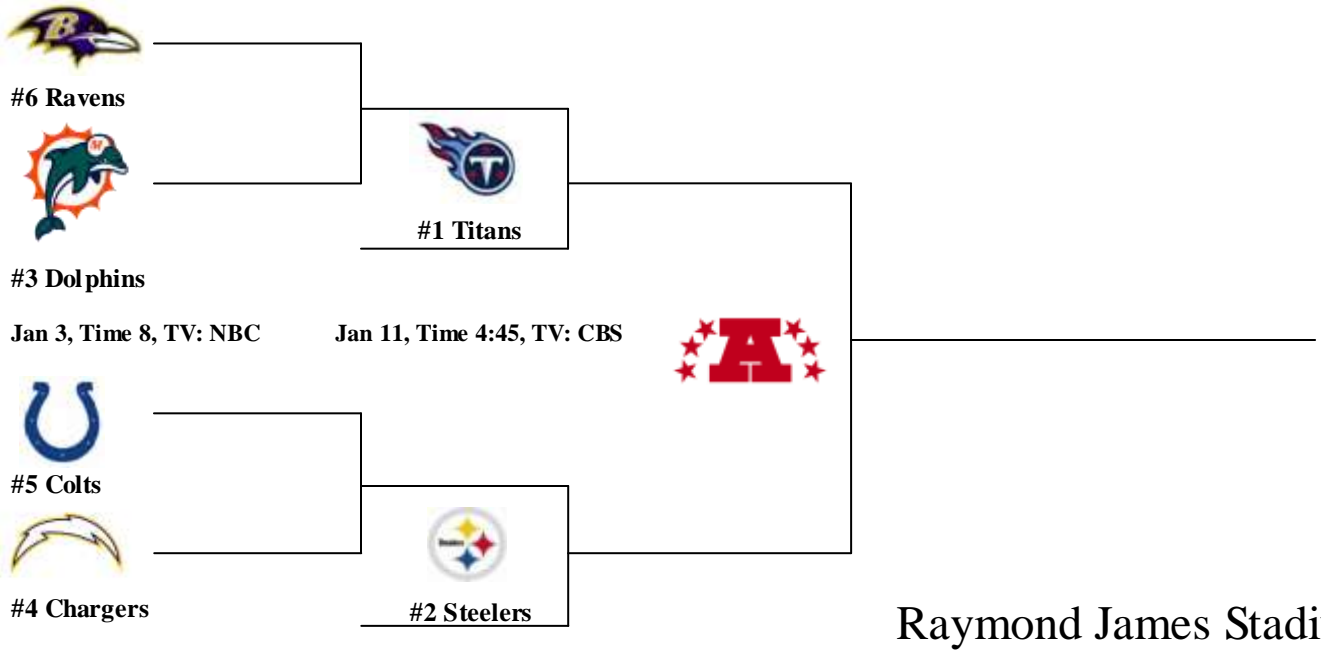 #6 Ravens
#1 Titans
#3 Dolphins
Jan 3, Time 8, TV: NBC
Jan 11, Time 4:45, TV: CBS
#5 Colts
#4 Chargers
#2 Steelers
Raymond James Stadi